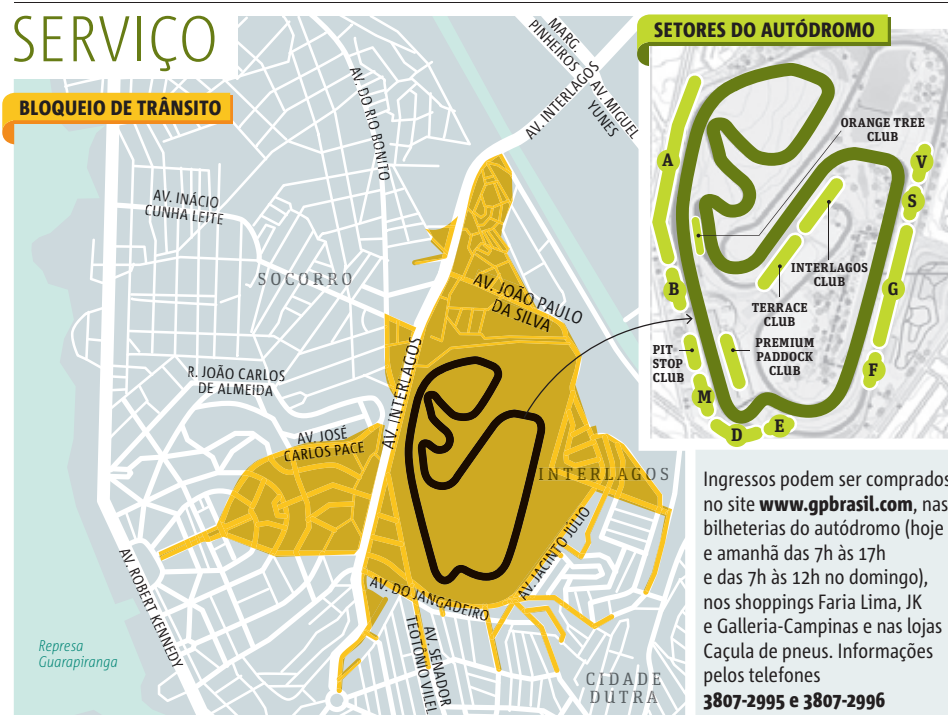 SERVIÇO
BLOQUEIO DE TRÂNSITO
MARG.
PINHEIROS
AV. INTERLAGOS
AV. MIGUEL
YUNES
AV. DO RIO BONITO
AV. INÁCIO
CUNHA LEITE
SOCORRO
AV. JOÃO PAULO
DA SILVA
R. JOÃO CARLOS
DE ALMEIDA
AV. INTERLAGOS
AV. JOSÉ
CARLOS PACE
INTERLAGOS
AV. JACINTO JÚLIO
AV. DO JANGADEIRO
AV. ROBERT KENNEDY
AV. SENADOR
TEOTÔNIO VILEL
Represa
Guarapiranga
CIDADE
DUTRA
SETORES DO AUTÓDROMO
ORANGE TREE
CLUB
A
V
S
B
G
INTERLAGOS
CLUB
TERRACE
CLUB
PIT
STOP
CLUB
PREMIUM
PADDOCK
CLUB
F
M
D
E
Ingressos podem ser comprados
no site www.gpbrasil.com, nas
bilheterias do autódromo (hoje
e amanhã das 7h às 17h
e das 7h às 12h no domingo),
nos shoppings Faria Lima, JK
e Galleria-Campinas e nas lojas
Caçula de pneus. Informações
pelos telefones
3807-2995 e 3807-2996